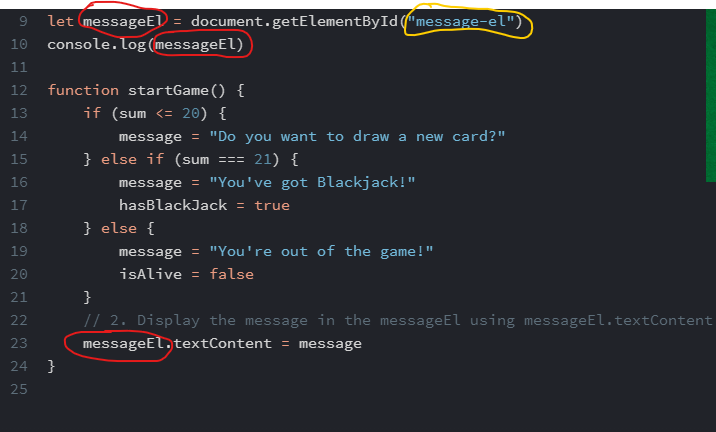 9 let messageEl = document.getElementById("message-el")
10 console.log(messageEl)
11
12 function startGame() {
13 if (sum <= 20) {
14 message = "Do you want to draw a new card?"
15 } else if (sum === 21) {
16 message = "You've got Blackjack!"
17 hasBlackJack = true
18 } else {
19 message = "You're out of the game!"
20 isAlive = false
21 }
22 // 2. Display the message in the messageEl using messageEl.textContent
23 messageEl.textContent = message
24 }
25